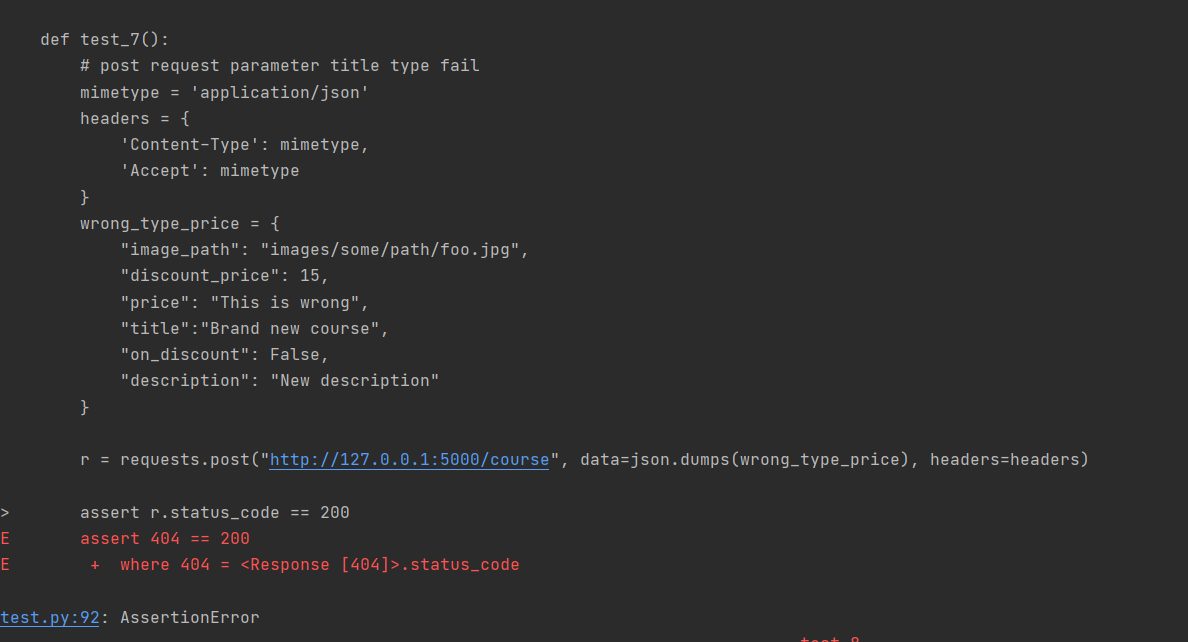 def test_7():
# post request parameter title type fail
mimetype = 'application/json'
headers = {
'Content-Type': mimetype,
'Accept': mimetype
}
wrong_type_price = {
"image_path": "images/some/path/foo.jpg",
"discount_price": 15,
"price": "This is wrong",
"title":"Brand new course",
"on_discount": False,
"description": "New description"
}
r = requests.post("http://127.0.0.1:5000/course", data=json.dumps(wrong_type_price), headers=headers)
> assert r.status_code == 200
E assert 404 == 200
E + where 404 = <Response [404]>.status_code
test.py:92: AssertionError
test_8